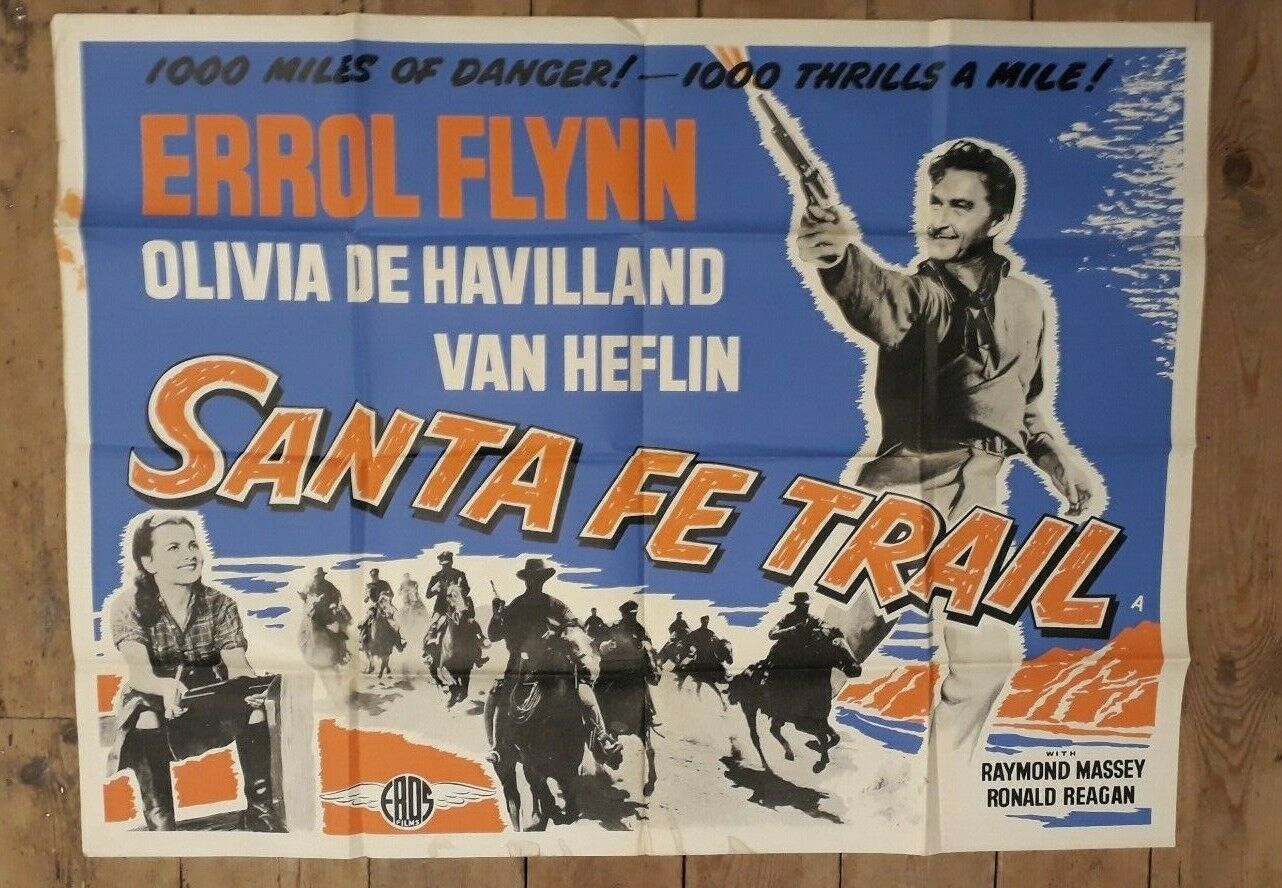 1000 MILES OF DANGER! — 1000 THRILLS A MILE!
ERROL FLYNN
OLIVIA DE HAVILLAND
VAN HEFLIN
SANTA FE TRAIL
A
WITH
RAYMOND MASSEY
RONALD REAGAN
EROS
FILMS